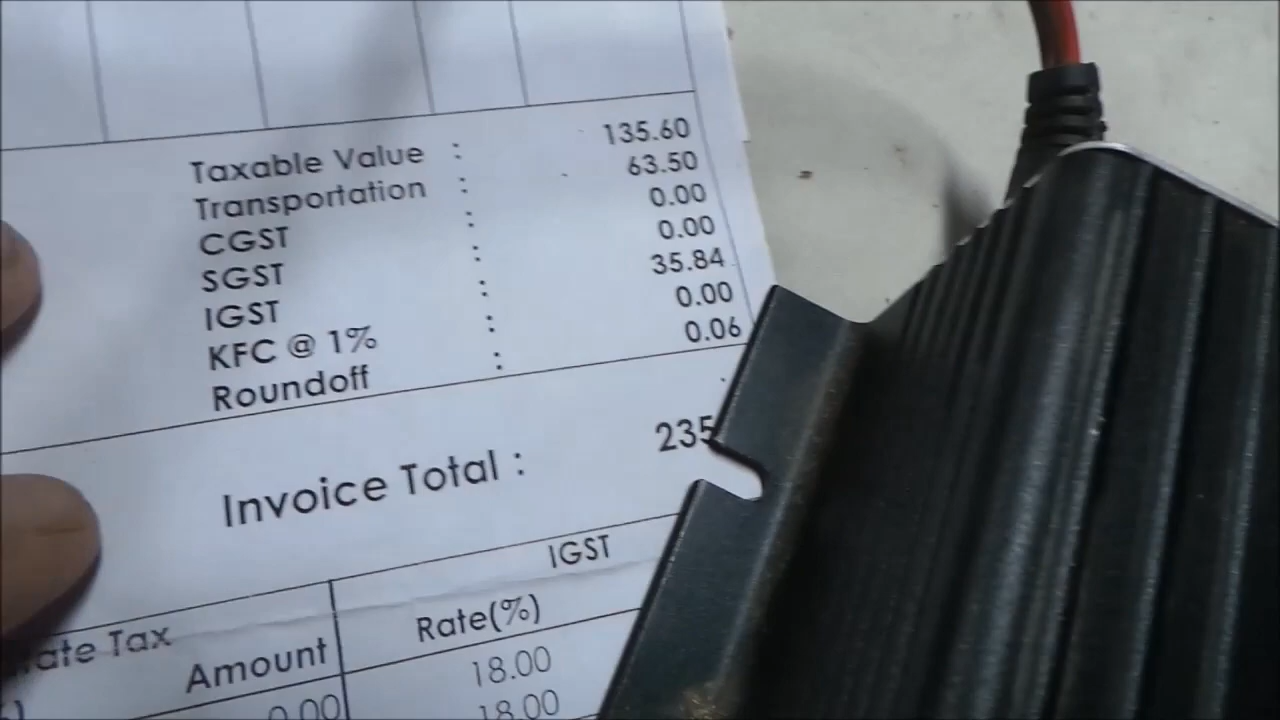 Taxable Value : 135.60
Transportation : 63.50
CGST : 0.00
SGST : 0.00
IGST : 35.84
KFC @ 1% : 0.00
Roundoff : 0.06
Invoice Total : 235
IGST
Tax Amount Rate(%)
0.00 18.00
18.00